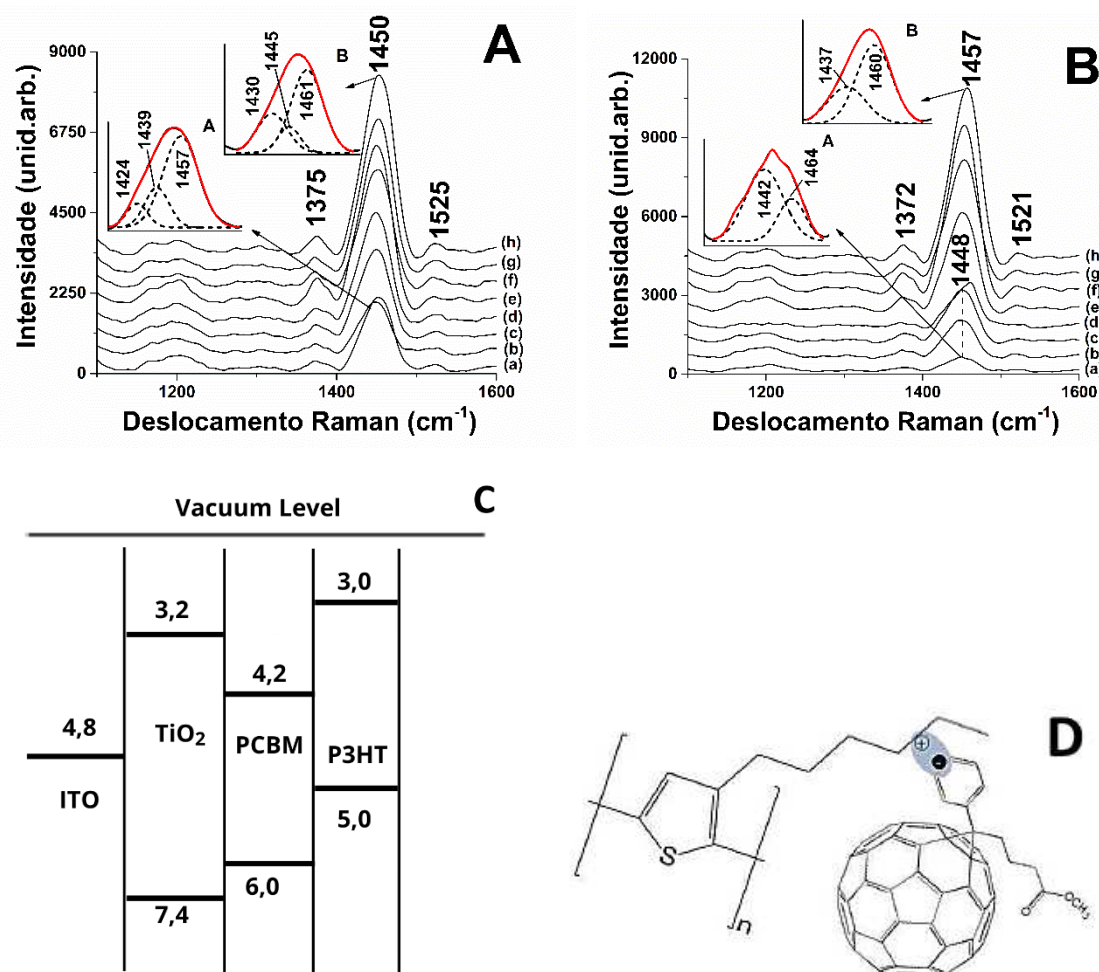 A
9000
6750
4500
2250
0
Intensidade (unid.arb.)
1450
B
1430
1445
1461
A
1424
1439
1457
1375
1525
(h)
(g)
(f)
(e)
(d)
(c)
(b)
(a)
1200
1400
1600
Deslocamento Raman (cm⁻¹)
B
12000
9000
6000
3000
0
Intensidade (unid.arb.)
1457
B
1437
1460
A
1442
1464
1372
1448
1521
(h
(g
(f
(e
(d
(c
(b
(a
1200
1400
1600
Deslocamento Raman (cm⁻¹)
C
Vacuum Level
3,0
3,2
4,2
4,8
TiO₂
PCBM
P3HT
ITO
5,0
6,0
7,4
D
+
-
S
n
O
OCH₃